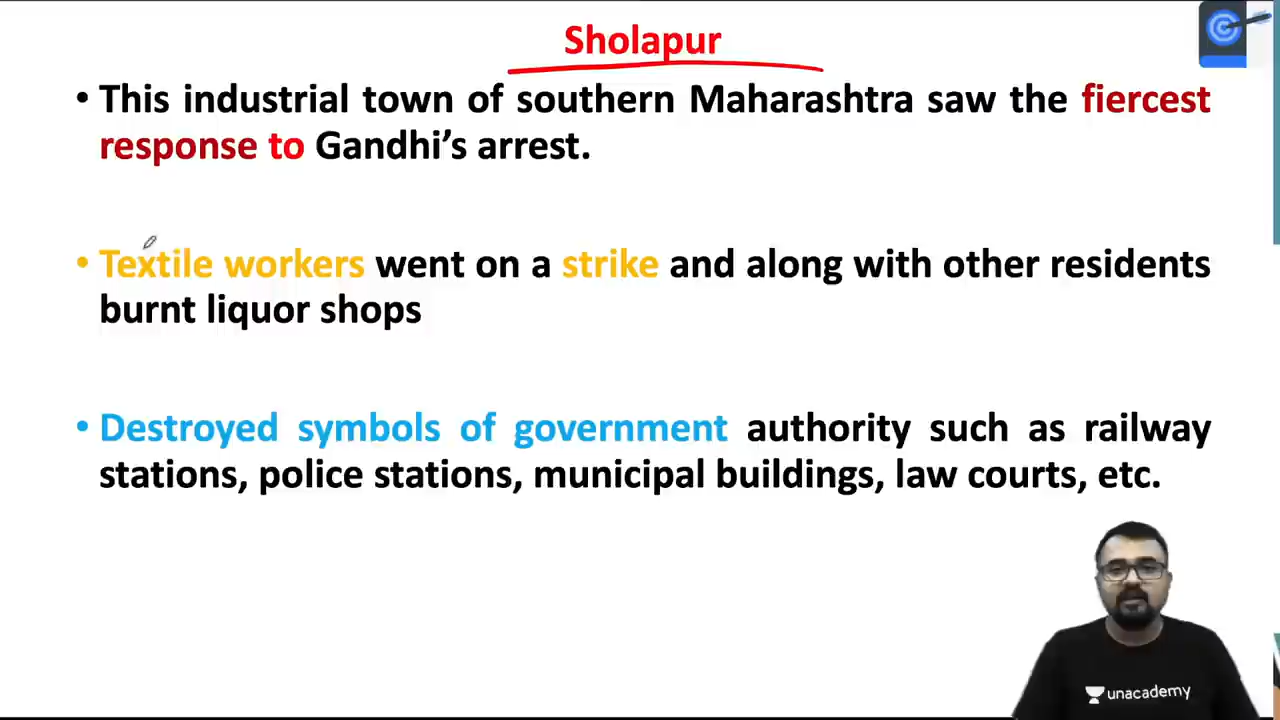 Sholapur
• This industrial town of southern Maharashtra saw the fiercest
response to Gandhi’s arrest.
• Textile workers went on a strike and along with other residents
burnt liquor shops
• Destroyed symbols of government authority such as railway
stations, police stations, municipal buildings, law courts, etc.
unacademy